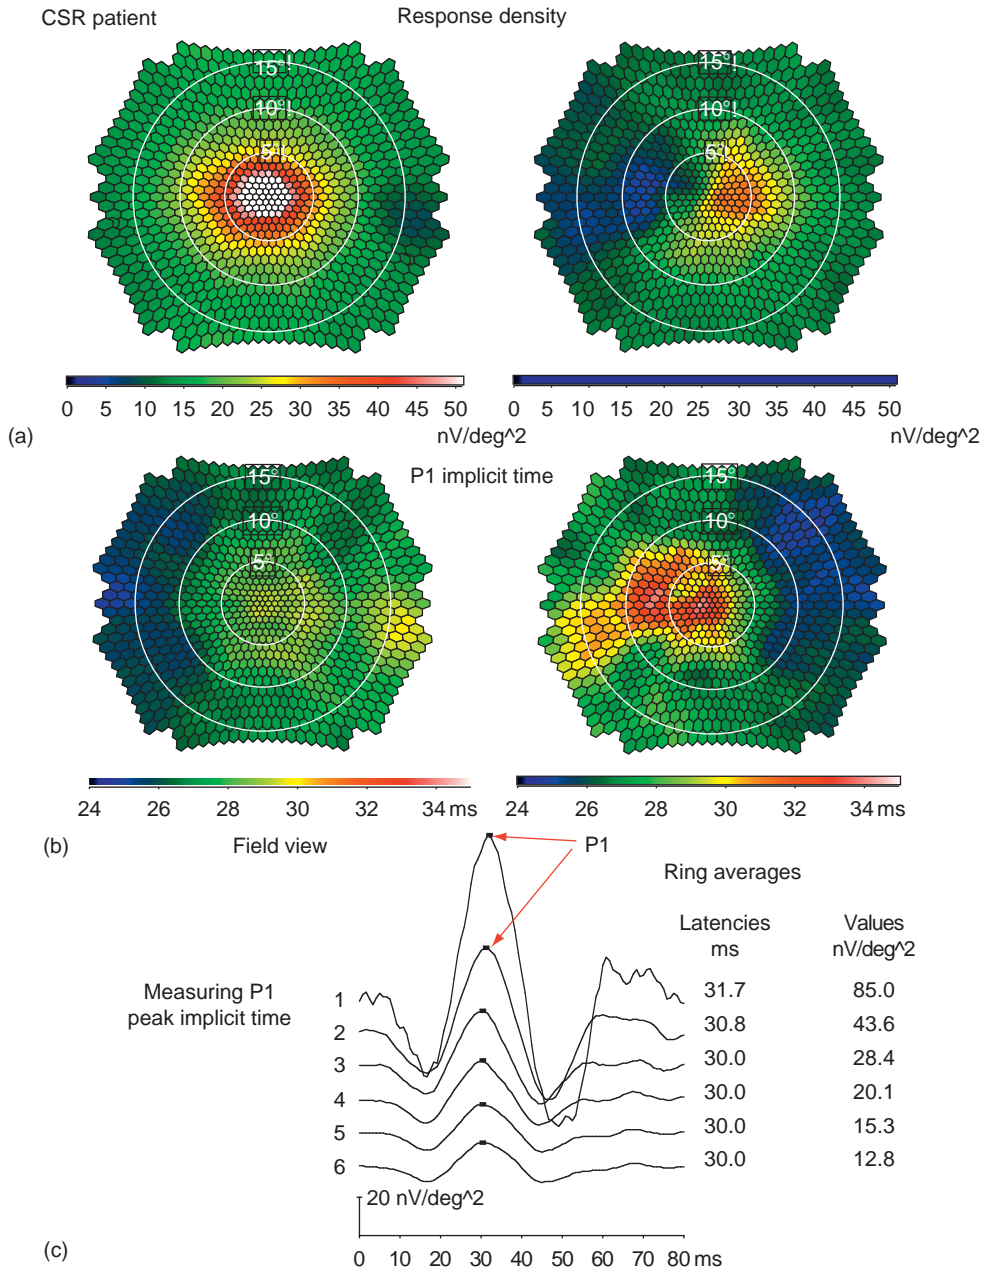 CSR patient
Response density
15°!
10°!
5°!
15°!
10°!
5°!
0 5 10 15 20 25 30 35 40 45 50
nV/deg^2
0 5 10 15 20 25 30 35 40 45 50
nV/deg^2
(a)
P1 implicit time
15°
10°
5°
15°
10°
5°
24 26 28 30 32 34 ms
24 26 28 30 32 34 ms
(b)
Field view
P1
Ring averages
Latencies
ms
Values
nV/deg^2
Measuring P1
peak implicit time
1 31.7 85.0
2 30.8 43.6
3 30.0 28.4
4 30.0 20.1
5 30.0 15.3
6 30.0 12.8
20 nV/deg^2
0 10 20 30 40 50 60 70 80 ms
(c)